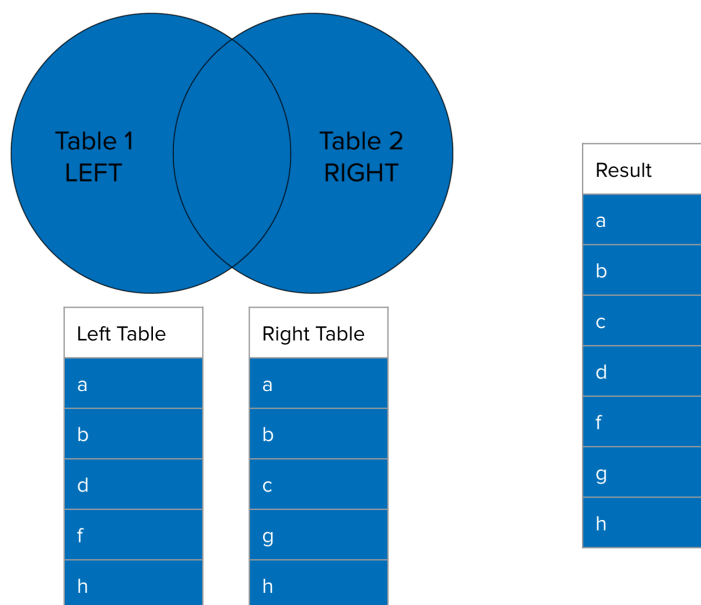 Table 1
LEFT
Table 2
RIGHT
Left Table
a
b
d
f
h
Right Table
a
b
c
g
h
Result
a
b
c
d
f
g
h